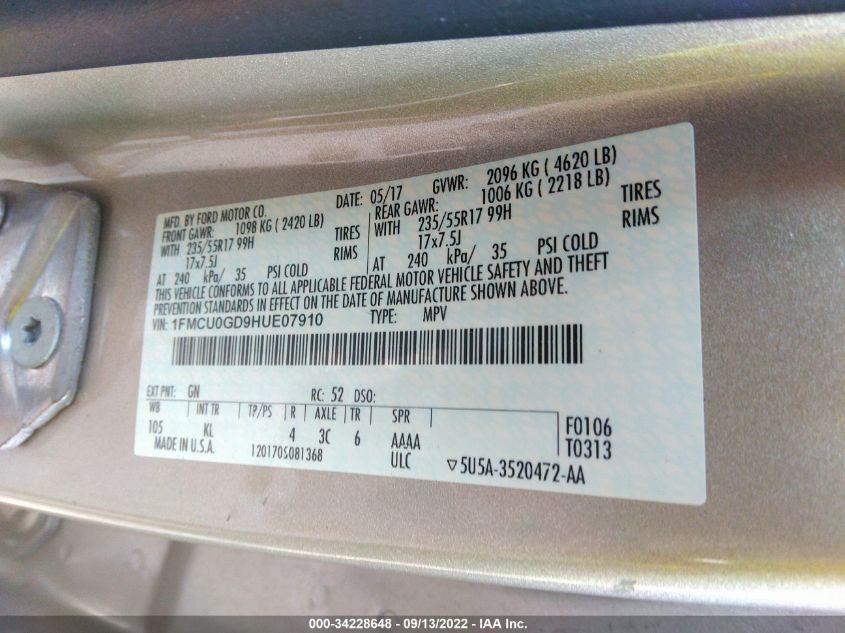 MFD. BY FORD MOTOR CO. DATE: 05/17 GVWR: 2096 KG ( 4620 LB)
FRONT GAWR: 1098 KG ( 2420 LB) REAR GAWR: 1006 KG ( 2218 LB)
WITH 235/55R17 99H TIRES WITH 235/55R17 99H TIRES
17x7.5J RIMS 17x7.5J RIMS
AT 240 kPa/ 35 PSI COLD AT 240 kPa/ 35 PSI COLD
THIS VEHICLE CONFORMS TO ALL APPLICABLE FEDERAL MOTOR VEHICLE SAFETY AND THEFT
PREVENTION STANDARDS IN EFFECT ON THE DATE OF MANUFACTURE SHOWN ABOVE.
VIN: 1FMCU0GD9HUE07910 TYPE: MPV
EXT PNT: GN RC: 52 DSO:
WB INT TR TP/PS R AXLE TR SPR
105 KL 4 3C 6 AAAA F0106
MADE IN U.S.A. 120170S081368 ULC T0313
▽5U5A-3520472-AA
000-34228648 - 09/13/2022 - IAA Inc.